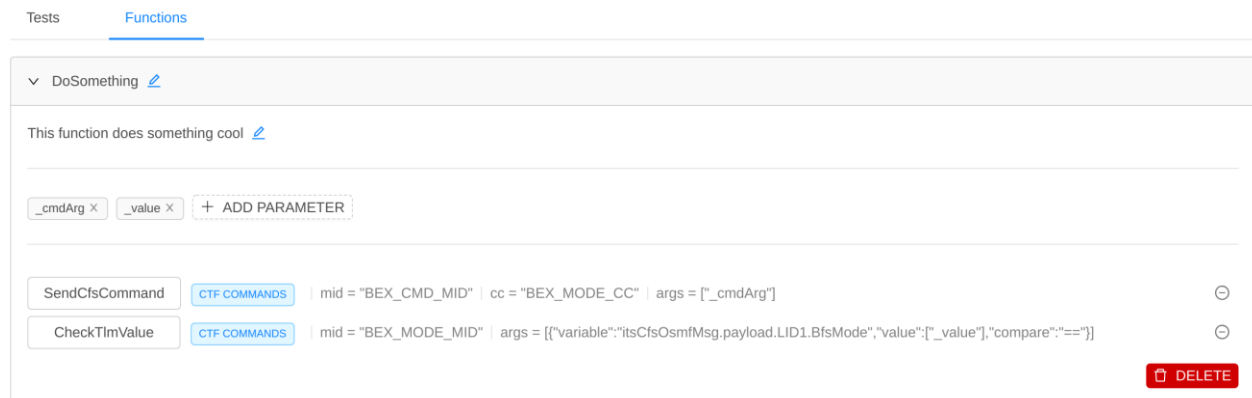 Tests Functions
DoSomething
This function does something cool
_cmdArg × _value × + ADD PARAMETER
SendCfsCommand CTF COMMANDS mid = "BEX_CMD_MID" cc = "BEX_MODE_CC" args = ["_cmdArg"]
CheckTlmValue CTF COMMANDS mid = "BEX_MODE_MID" args = [{"variable":"itsCfsOsmfMsg.payload.LID1.BfsMode","value":["_value"],"compare":"=="}]
DELETE